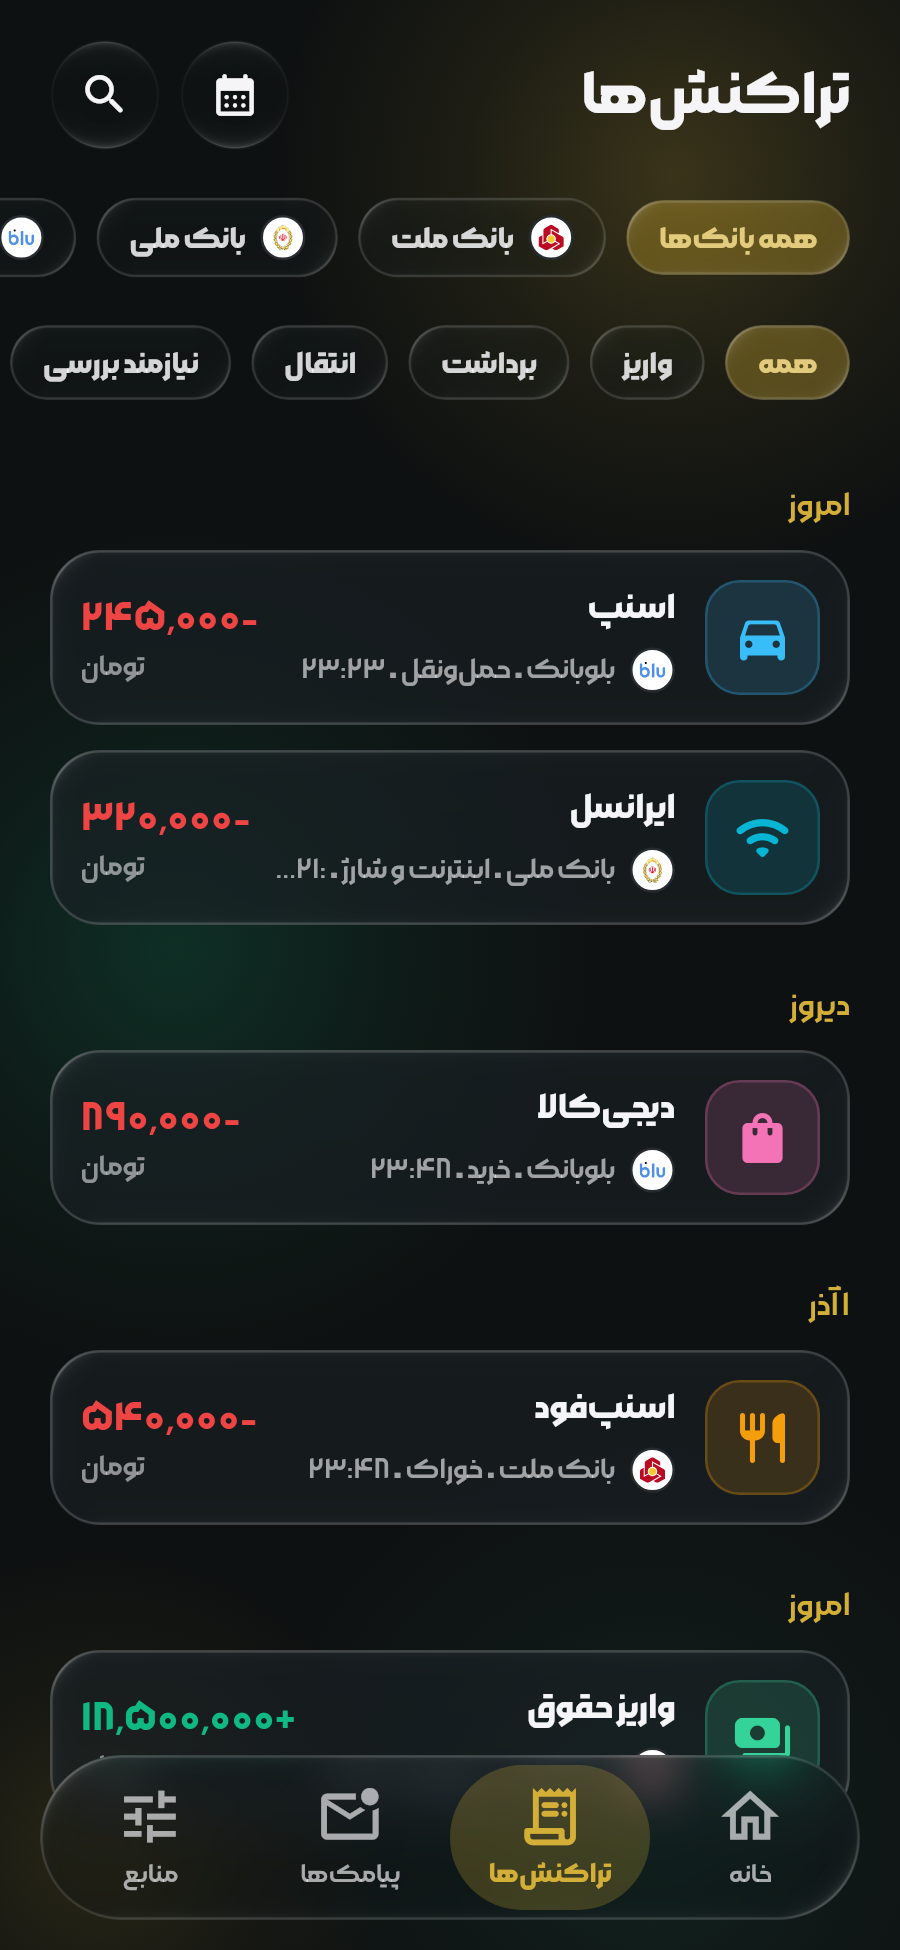 تراکنش‌ها
همه بانک‌ها
بانک ملت
بانک ملی
blu
همه
واریز
برداشت
انتقال
نیازمند بررسی
امروز
اسنپ
-۲۴۵,۰۰۰
blu بلوبانک . حمل‌ونقل . ۲۳:۲۳
تومان
ایرانسل
-۳۲۰,۰۰۰
بانک ملی . اینترنت و شارژ . ۲۱:...
تومان
دیروز
دیجی‌کالا
-۸۹۰,۰۰۰
blu بلوبانک . خرید . ۲۳:۴۸
تومان
۱۱ آذر
اسنپ‌فود
-۵۴۰,۰۰۰
بانک ملت . خوراک . ۲۳:۴۸
تومان
امروز
واریز حقوق
+۱۸,۵۰۰,۰۰۰
خانه
تراکنش‌ها
پیامک‌ها
منابع